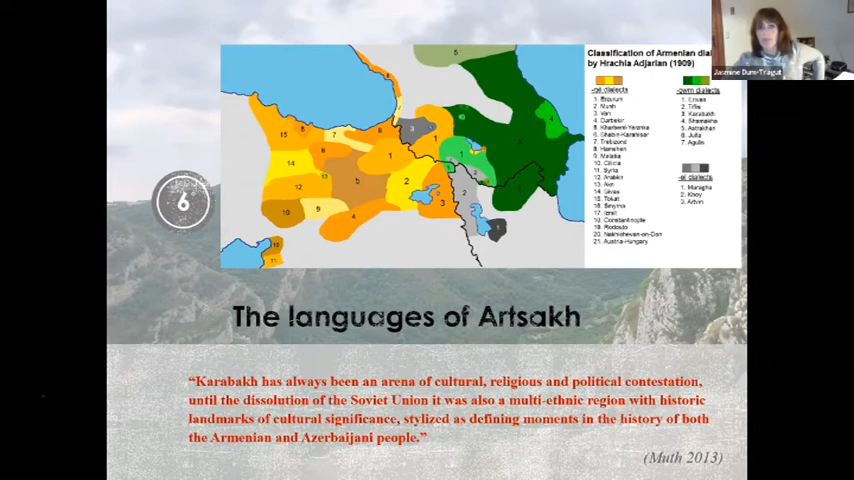 Classification of Armenian dial
by Hrachia Adjarian (1909)
-gë dialects
1. Erzurum
2. Mush
3. Van
4. Diarbekir
5. Kharberd-Yerznka
6. Shabin-Karahisar
7. Trebizond
8. Hamshen
9. Malatia
10. Cilicia
11. Syria
12. Arabkir
13. Akn
14. Sivas
15. Tokat
16. Smyrna
17. Izmit
18. Constantinople
19. Rodosto
20. Nakhichevan-on-Don
21. Austria-Hungary
-owm dialects
1. Erivan
2. Tiflis
3. Karabakh
4. Shamakha
5. Astrakhan
6. Julfa
7. Agulis
-el dialects
1. Maragha
2. Khoy
3. Artvin
Jasmine Dum-Tragut
6
The languages of Artsakh
“Karabakh has always been an arena of cultural, religious and political contestation,
until the dissolution of the Soviet Union it was also a multi-ethnic region with historic
landmarks of cultural significance, stylized as defining moments in the history of both
the Armenian and Azerbaijani people.”
(Muth 2013)